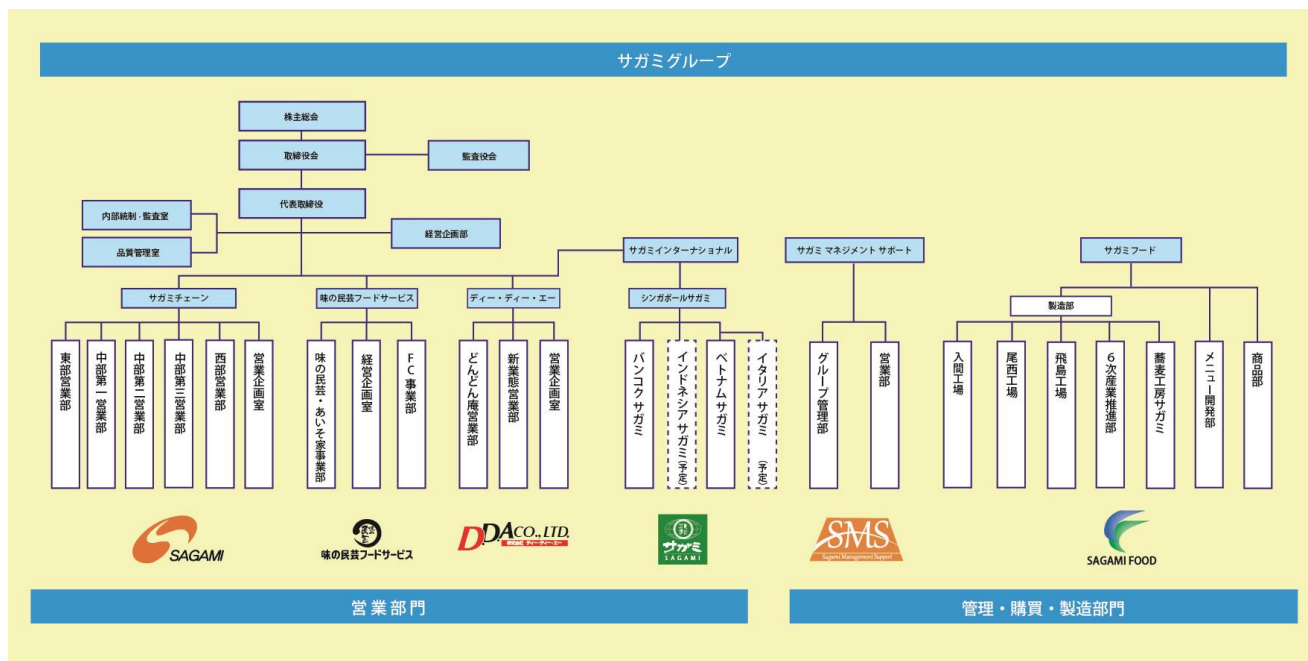 サガミグループ
株主総会
取締役会
監査役会
代表取締役
内部統制・監査室
経営企画部
品質管理室
サガミインターナショナル
サガミ マネジメント サポート
サガミフード
サガミチェーン
味の民芸フードサービス
ディー・ディー・エー
シンガポールサガミ
製造部
東部営業部
中部第一営業部
中部第二営業部
中部第三営業部
西部営業部
営業企画室
味の民芸・あいそ家事業部
経営企画室
FC事業部
どんどん庵営業部
新業態営業部
営業企画室
バンコクサガミ
インドネシアサガミ(予定)
ベトナムサガミ
イタリアサガミ (予定)
グループ管理部
営業部
入間工場
尾西工場
飛島工場
6次産業推進部
蕎麦工房サガミ
メニュー開発部
商品部
SAGAMI
味の民芸フードサービス
D.D.A CO., LTD.
株式会社 ディー・ディー・エー
サガミ
SAGAMI
SMS
Sagami Management Support
SAGAMI FOOD
営業部門
管理・購買・製造部門